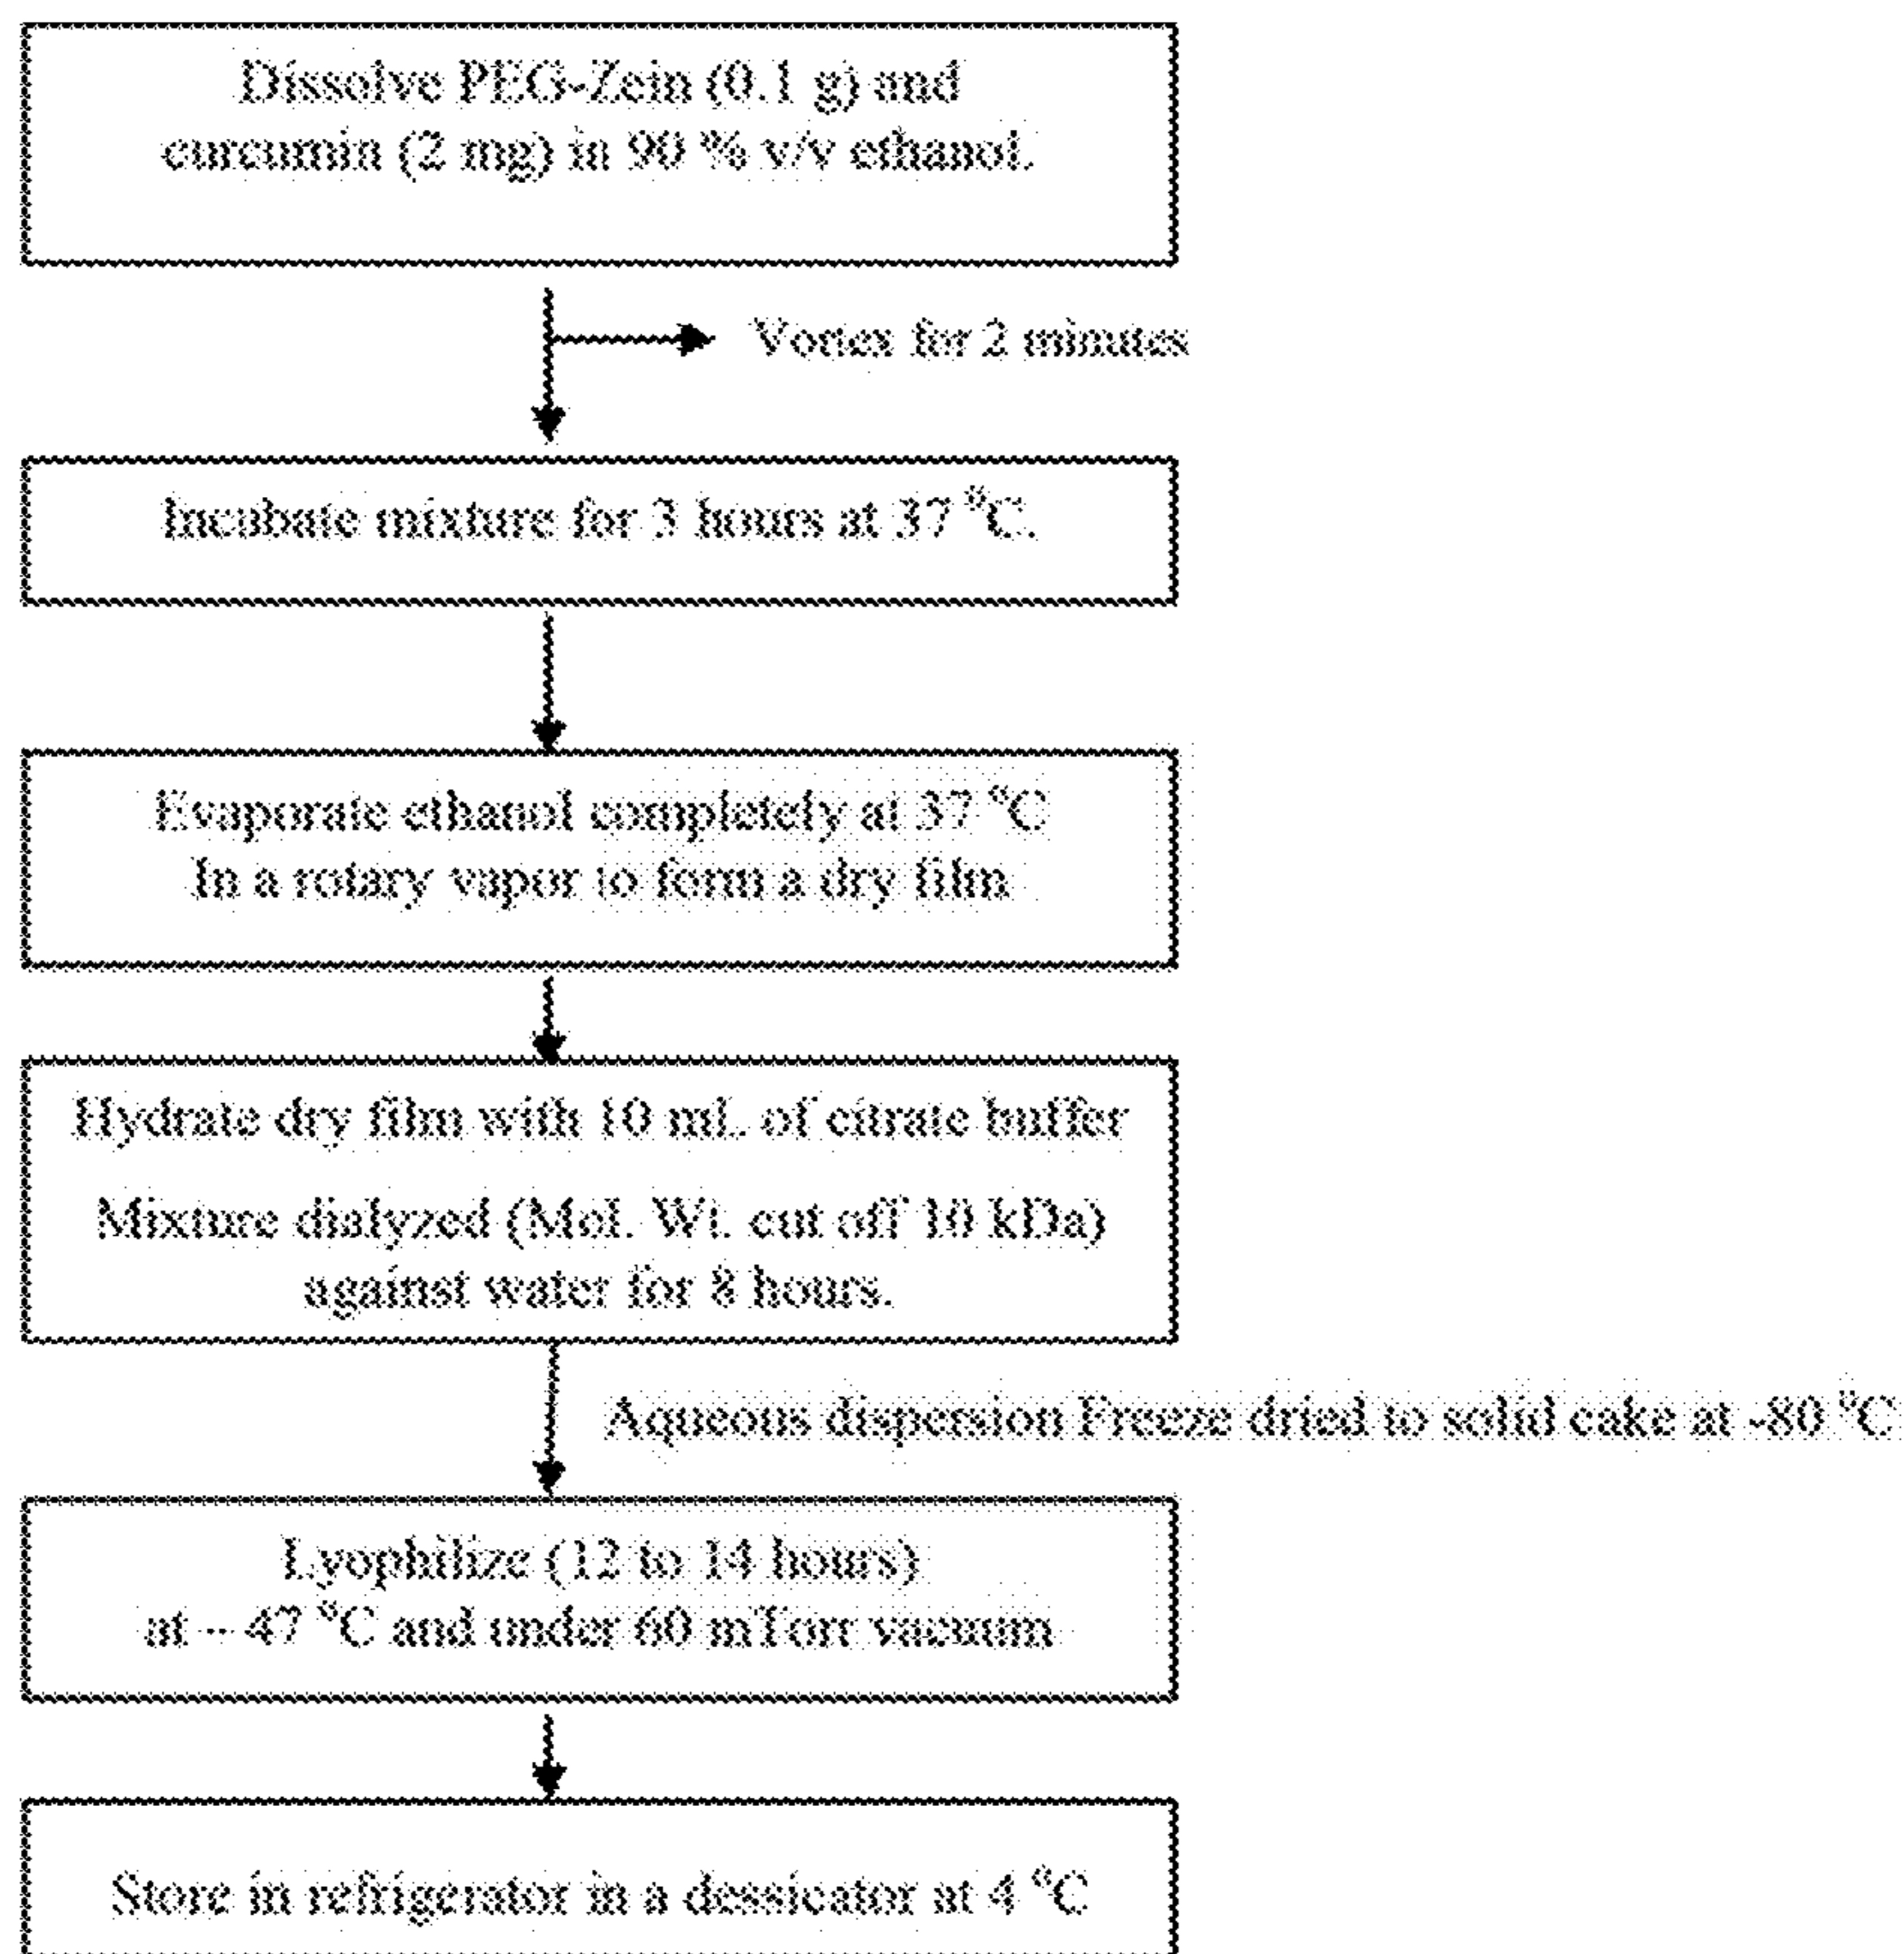 Dissolve PEG-Zein (0.1 g) and
curcumin (2 mg) in 90 % v/v ethanol.
Vortex for 2 minutes
Incubate mixture for 3 hours at 37 °C.
Evaporate ethanol completely at 37 °C
In a rotary vapor to form a dry film
Hydrate dry film with 10 mL of citrate buffer
Mixture dialyzed (Mol. Wt. cut off 10 kDa)
against water for 8 hours.
Aqueous dispersion Freeze dried to solid cake at -80 °C
Lyophilize (12 to 14 hours)
at – 47 °C and under 60 mTorr vacuum
Store in refrigerator in a dessicator at 4 °C